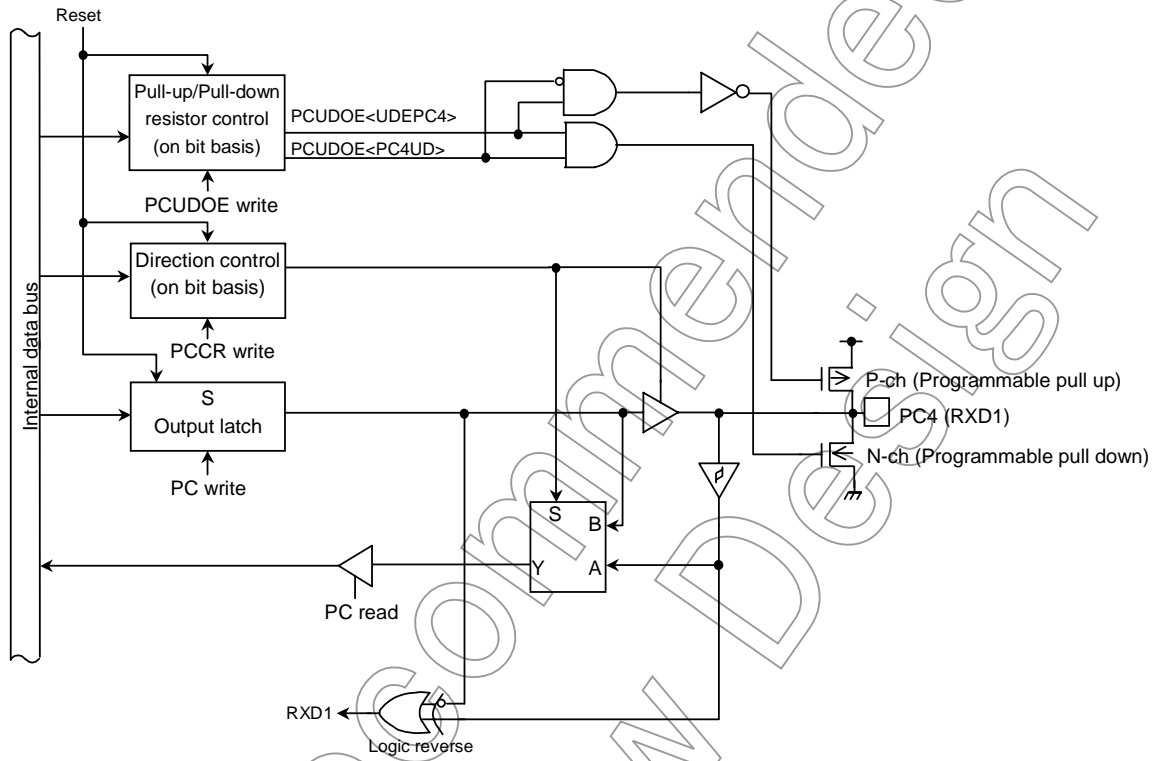 Reset
Pull-up/Pull-down
resistor control
(on bit basis)
PCUDOE<UDEPC4>
PCUDOE<PC4UD>
PCUDOE write
Direction control
(on bit basis)
PCCR write
Internal data bus
S
Output latch
PC write
P-ch (Programmable pull up)
PC4 (RXD1)
N-ch (Programmable pull down)
S
B
Y
A
PC read
RXD1
Logic reverse
commended
w Design